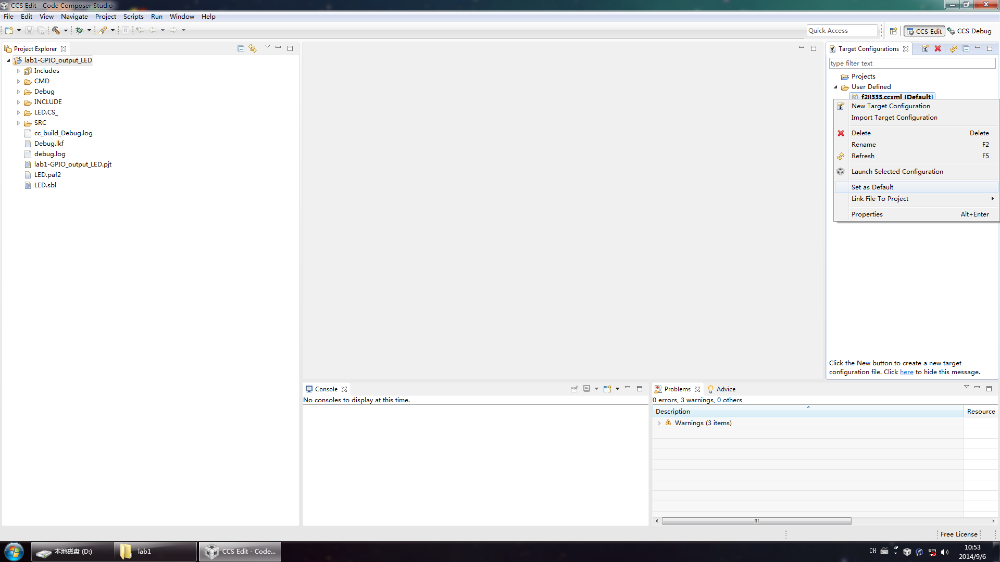 CCS Edit - Code Composer Studio
File Edit View Navigate Project Scripts Run Window Help
Quick Access
CCS Edit
CCS Debug
Project Explorer
lab1-GPIO_output_LED
Includes
CMD
Debug
INCLUDE
LED.CS_
SRC
cc_build_Debug.log
Debug.lkf
debug.log
lab1-GPIO_output_LED.pjt
LED.paf2
LED.sbl
Target Configurations
type filter text
Projects
User Defined
f28335.ccxml [Default]
New Target Configuration
Import Target Configuration
Delete Delete
Rename F2
Refresh F5
Launch Selected Configuration
Set as Default
Link File To Project
Properties Alt+Enter
Click the New button to create a new target
configuration file. Click here to hide this message.
Console
No consoles to display at this time.
Problems
Advice
0 errors, 3 warnings, 0 others
Description Resource
Warnings (3 items)
Free License
本地磁盘 (D:)
lab1
CCS Edit - Code...
CH
10:53
2014/9/6